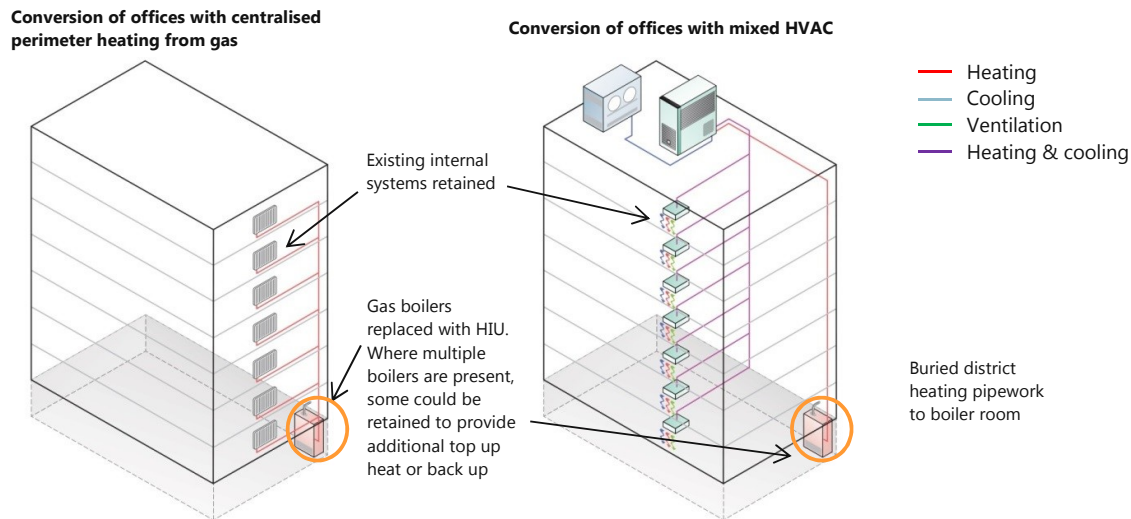 Conversion of offices with centralised
perimeter heating from gas
Conversion of offices with mixed HVAC
Heating
Cooling
Ventilation
Heating & cooling
Existing internal
systems retained
Gas boilers
replaced with HIU.
Where multiple
boilers are present,
some could be
retained to provide
additional top up
heat or back up
Buried district
heating pipework
to boiler room